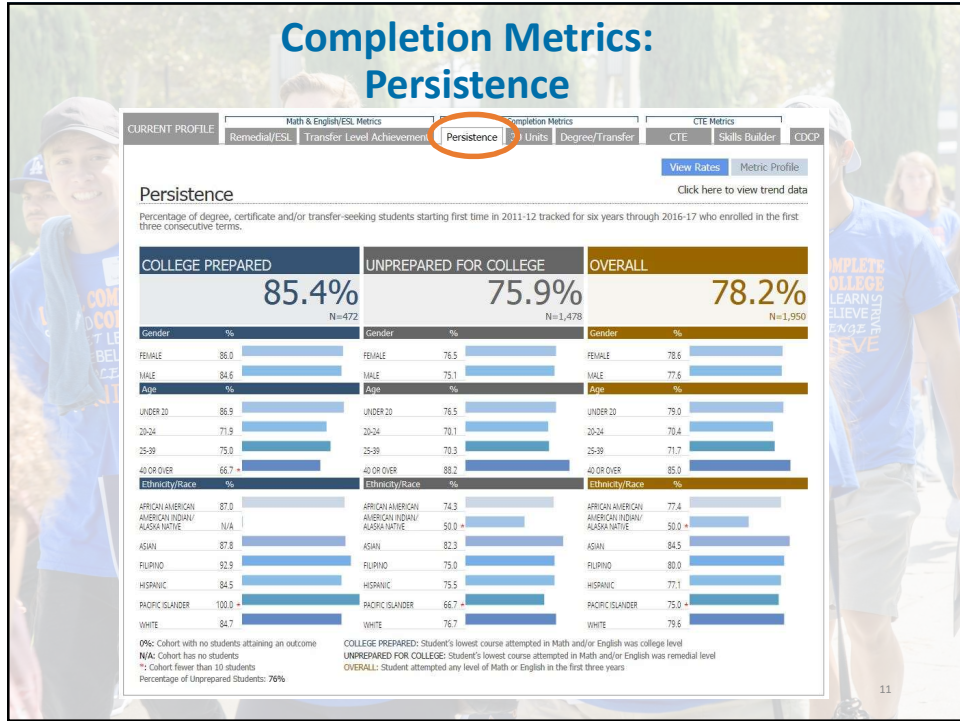 Completion Metrics:
Persistence
Math & English/ESL Metrics Completion Metrics CTE Metrics
CURRENT PROFILE Remedial/ESL Transfer Level Achievement Persistence Units Degree/Transfer CTE Skills Builder CDCP
View Rates Metric Profile
Persistence Click here to view trend data
Percentage of degree, certificate and/or transfer-seeking students starting first time in 2011-12 tracked for six years through 2016-17 who enrolled in the first
three consecutive terms.
COLLEGE PREPARED UNPREPARED FOR COLLEGE OVERALL
85.4% 75.9% 78.2%
N=472 N=1,478 N=1,950
Gender % Gender % Gender %
FEMALE 86.0 FEMALE 76.5 FEMALE 78.6
MALE 84.6 MALE 75.1 MALE 77.6
Age % Age % Age %
UNDER 20 86.9 UNDER 20 76.5 UNDER 20 79.0
20-24 71.9 20-24 70.1 20-24 70.4
25-39 75.0 25-39 70.3 25-39 71.7
40 OR OVER 66.7 * 40 OR OVER 88.2 40 OR OVER 85.0
Ethnicity/Race % Ethnicity/Race % Ethnicity/Race %
AFRICAN AMERICAN 87.0 AFRICAN AMERICAN 74.3 AFRICAN AMERICAN 77.4
AMERICAN INDIAN/ AMERICAN INDIAN/ AMERICAN INDIAN/
ALASKA NATIVE N/A ALASKA NATIVE 50.0 * ALASKA NATIVE 50.0 *
ASIAN 87.8 ASIAN 82.3 ASIAN 84.5
FILIPINO 92.9 FILIPINO 75.0 FILIPINO 80.0
HISPANIC 84.5 HISPANIC 75.5 HISPANIC 77.1
PACIFIC ISLANDER 100.0 * PACIFIC ISLANDER 66.7 * PACIFIC ISLANDER 75.0 *
WHITE 84.7 WHITE 76.7 WHITE 79.6
0%: Cohort with no students attaining an outcome COLLEGE PREPARED: Student's lowest course attempted in Math and/or English was college level
N/A: Cohort has no students UNPREPARED FOR COLLEGE: Student's lowest course attempted in Math and/or English was remedial level
*: Cohort fewer than 10 students OVERALL: Student attempted any level of Math or English in the first three years
Percentage of Unprepared Students: 76%
COMPLETE
COLLEGE
LEARN
11